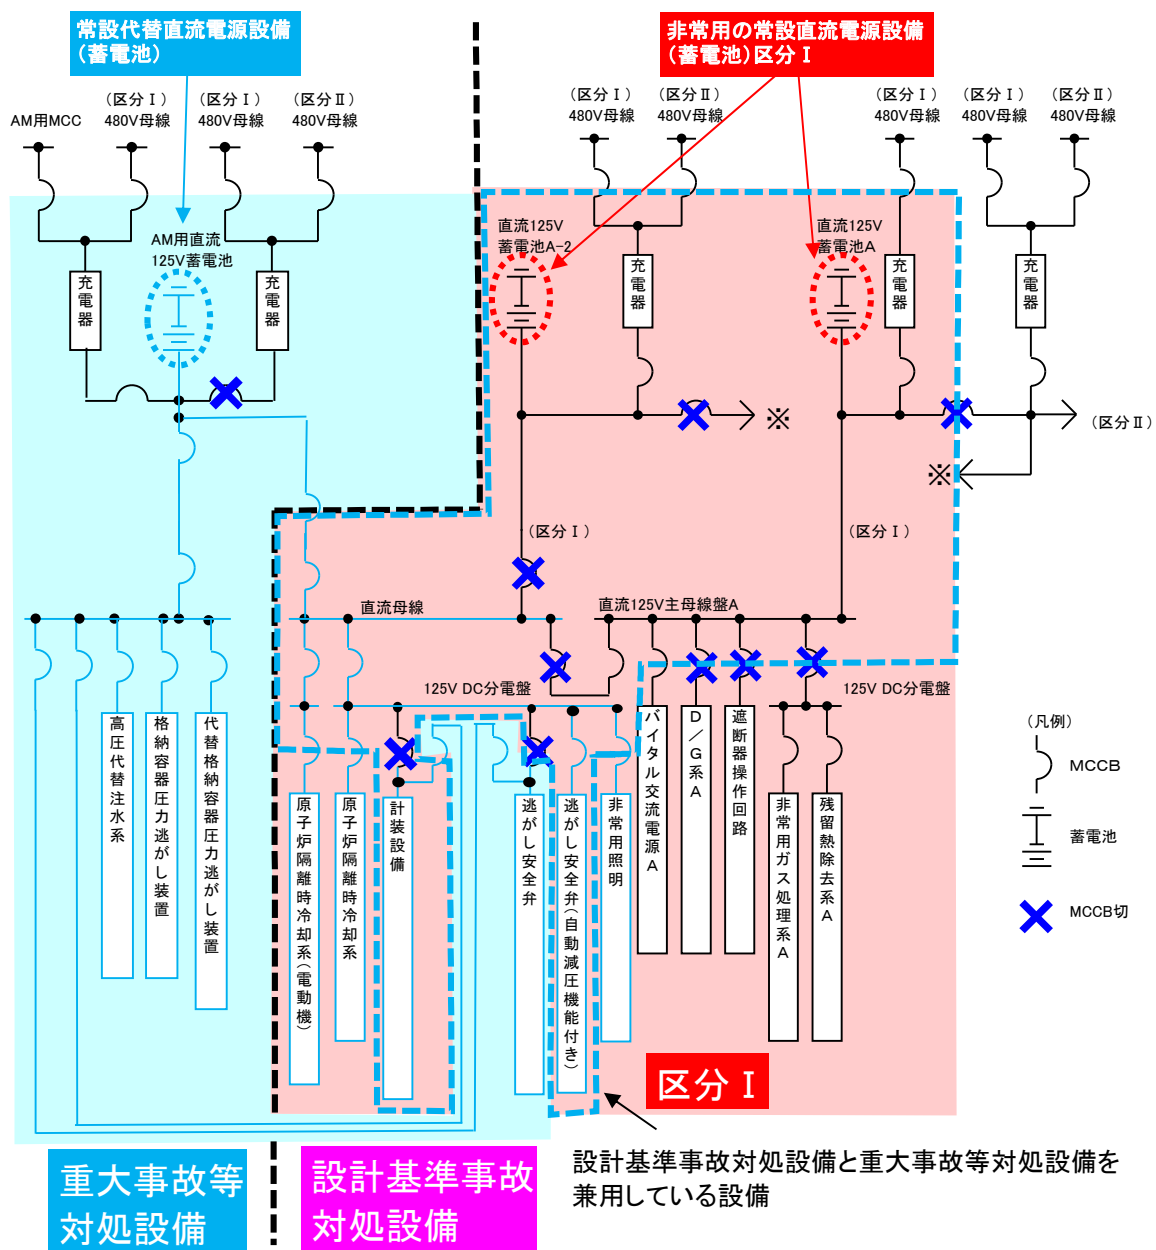 常設代替直流電源設備
（蓄電池）
非常用の常設直流電源設備
（蓄電池）区分Ⅰ
AM用MCC
（区分Ⅰ）
480V母線
（区分Ⅰ）
480V母線
（区分Ⅱ）
480V母線
（区分Ⅰ）
480V母線
（区分Ⅱ）
480V母線
（区分Ⅰ）
480V母線
（区分Ⅰ）
480V母線
（区分Ⅱ）
480V母線
AM用直流
125V蓄電池
直流125V
蓄電池A-2
直流125V
蓄電池A
充電器
充電器
充電器
充電器
充電器
※
（区分Ⅱ）
※
（区分Ⅰ）
（区分Ⅰ）
直流母線
直流125V主母線盤A
125V DC分電盤
125V DC分電盤
高圧代替注水系
格納容器圧力逃がし装置
代替格納容器圧力逃がし装置
原子炉隔離時冷却系（電動機）
原子炉隔離時冷却系
計装設備
逃がし安全弁
逃がし安全弁（自動減圧機能付き）
非常用照明
バイタル交流電源A
D／G系A
遮断器操作回路
非常用ガス処理系A
残留熱除去系A
（凡例）
MCCB
蓄電池
MCCB切
区分Ⅰ
重大事故等
対処設備
設計基準事故
対処設備
設計基準事故対処設備と重大事故等対処設備を
兼用している設備